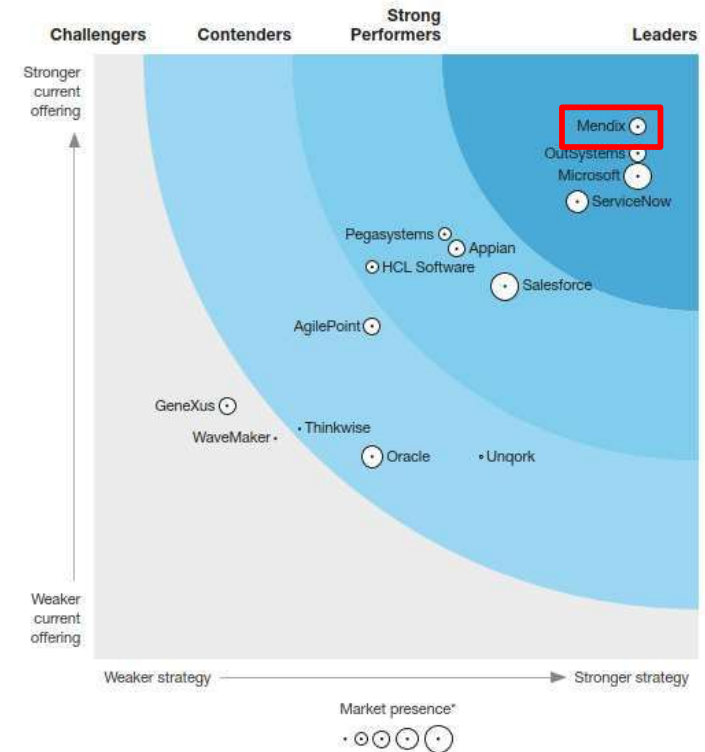 Challengers
Contenders
Strong
Performers
Leaders
Stronger
current
offering
Mendix
OutSystems
Microsoft
ServiceNow
Pegasystems
Appian
HCL Software
Salesforce
AgilePoint
GeneXus
Thinkwise
WaveMaker
Oracle
Unqork
Weaker
current
offering
Weaker strategy
Stronger strategy
Market presence*